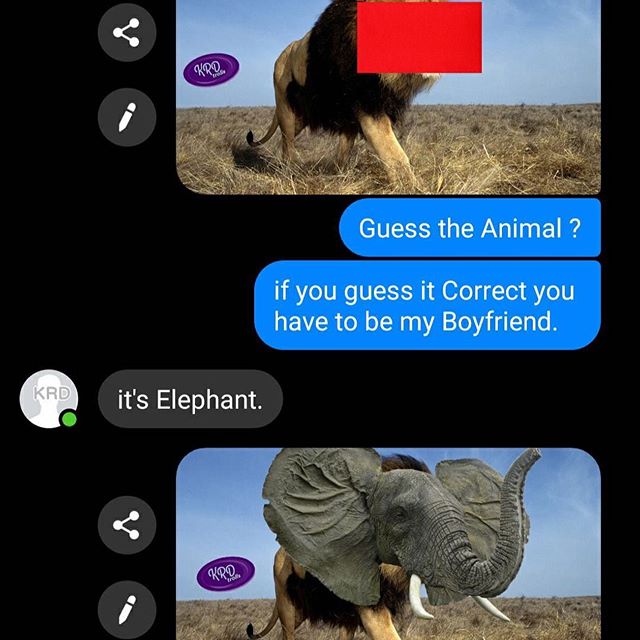 KRD
trolls
Guess the Animal ?
if you guess it Correct you
have to be my Boyfriend.
KRD
it's Elephant.
KRD
trolls